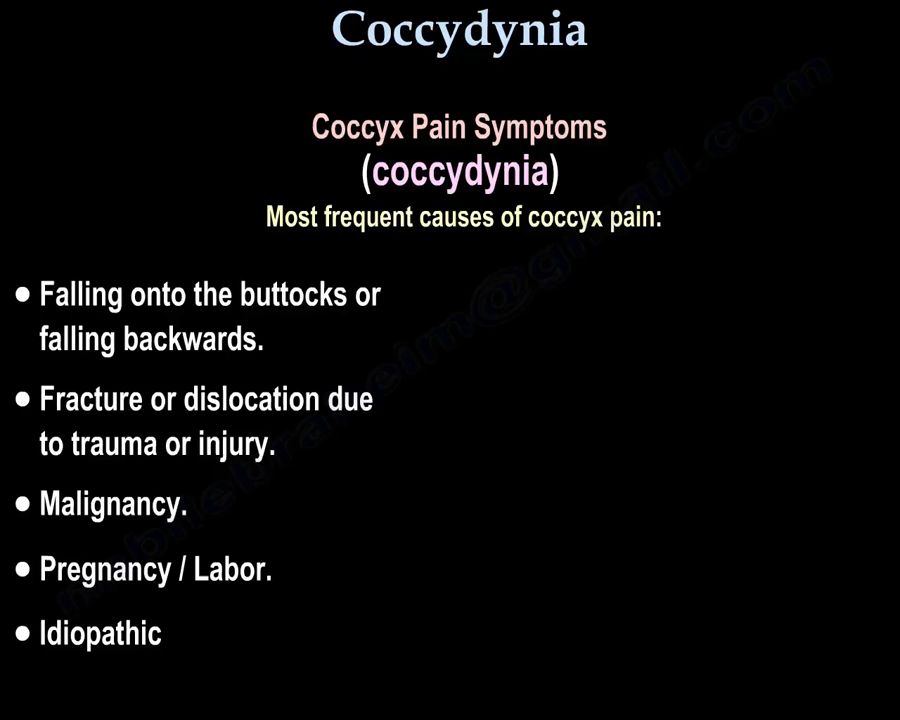 Coccydynia
Coccyx Pain Symptoms
(coccydynia)
Most frequent causes of coccyx pain:
● Falling onto the buttocks or
falling backwards.
● Fracture or dislocation due
to trauma or injury.
● Malignancy.
● Pregnancy / Labor.
● Idiopathic